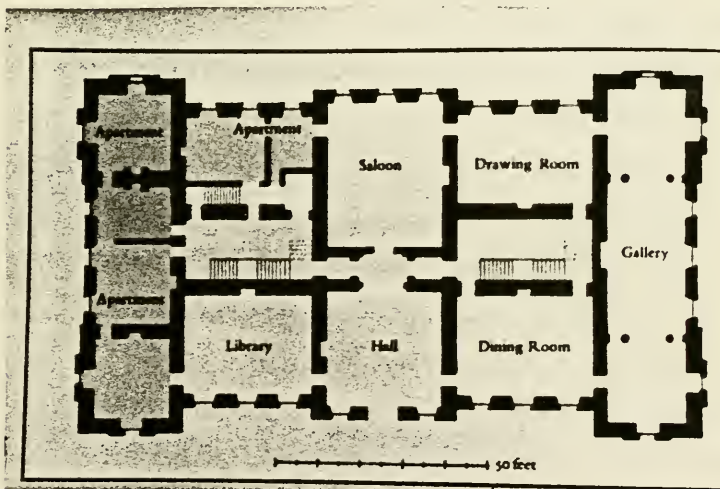 Apartment
Apartment
Saloon
Drawing Room
Gallery
Apartment
Library
Hall
Dining Room
50 feet